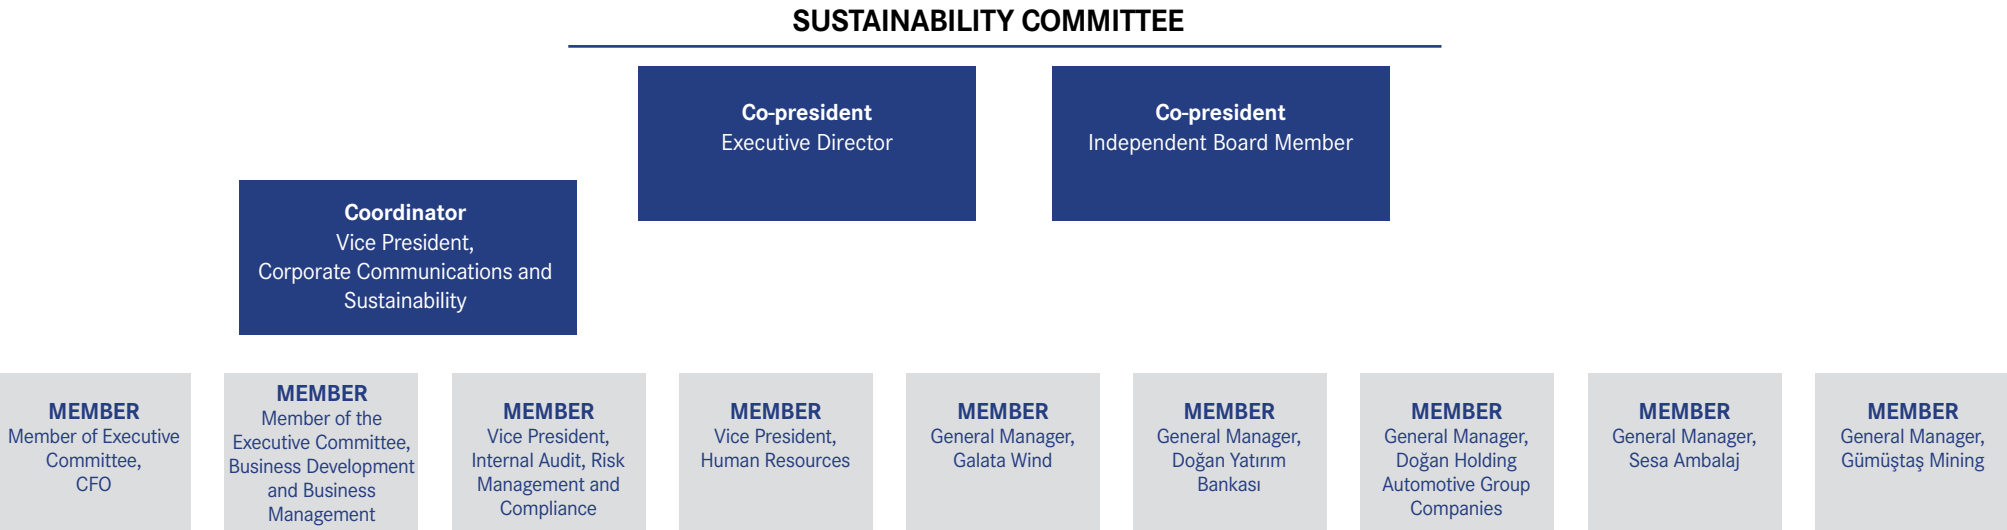 SUSTAINABILITY COMMITTEE
Co-president
Executive Director
Co-president
Independent Board Member
Coordinator
Vice President,
Corporate Communications and
Sustainability
MEMBER
Member of Executive
Committee,
CFO
MEMBER
Member of the
Executive Committee,
Business Development
and Business
Management
MEMBER
Vice President,
Internal Audit, Risk
Management and
Compliance
MEMBER
Vice President,
Human Resources
MEMBER
General Manager,
Galata Wind
MEMBER
General Manager,
Doğan Yatırım
Bankası
MEMBER
General Manager,
Doğan Holding
Automotive Group
Companies
MEMBER
General Manager,
Sesa Ambalaj
MEMBER
General Manager,
Gümüştaş Mining